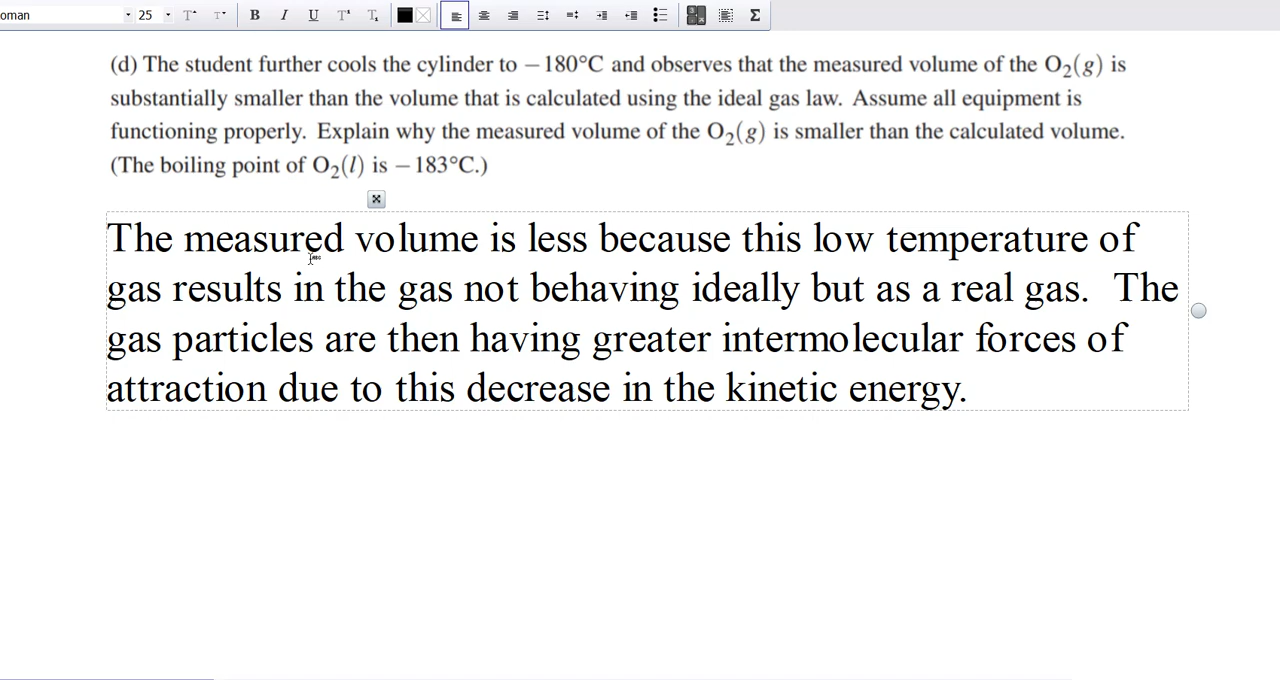 oman 25 B I U T T Σ
(d) The student further cools the cylinder to −180°C and observes that the measured volume of the O₂(g) is
substantially smaller than the volume that is calculated using the ideal gas law. Assume all equipment is
functioning properly. Explain why the measured volume of the O₂(g) is smaller than the calculated volume.
(The boiling point of O₂(l) is −183°C.)
The measured volume is less because this low temperature of
gas results in the gas not behaving ideally but as a real gas.  The
gas particles are then having greater intermolecular forces of
attraction due to this decrease in the kinetic energy.